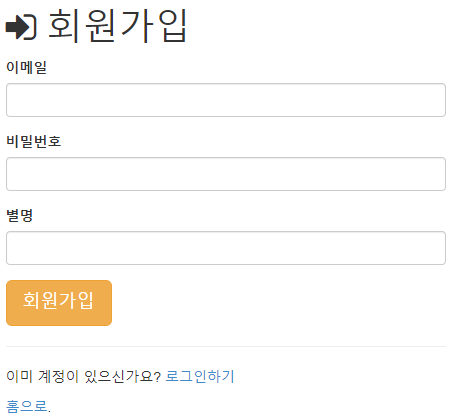 회원가입
이메일
비밀번호
별명
회원가입
이미 계정이 있으신가요? 로그인하기
홈으로.